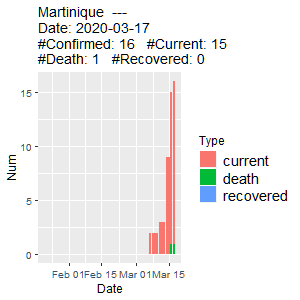 Martinique  ---
Date: 2020-03-17
#Confirmed: 16   #Current: 15
#Death: 1   #Recovered: 0
15
10
5
0
Num
Feb 01
Feb 15
Mar 01
Mar 15
Date
Type
current
death
recovered